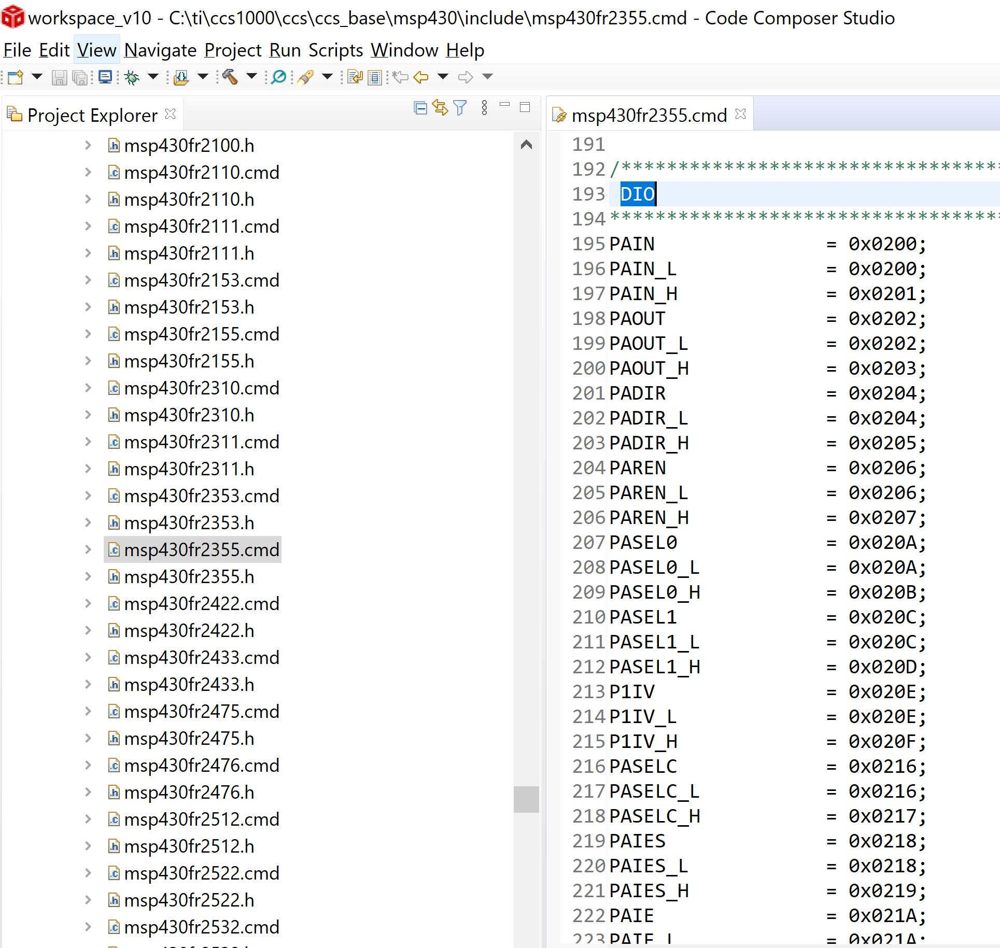 workspace_v10 - C:\ti\ccs1000\ccs\ccs_base\msp430\include\msp430fr2355.cmd - Code Composer Studio
File Edit View Navigate Project Run Scripts Window Help
Project Explorer
msp430fr2100.h
msp430fr2110.cmd
msp430fr2110.h
msp430fr2111.cmd
msp430fr2111.h
msp430fr2153.cmd
msp430fr2153.h
msp430fr2155.cmd
msp430fr2155.h
msp430fr2310.cmd
msp430fr2310.h
msp430fr2311.cmd
msp430fr2311.h
msp430fr2353.cmd
msp430fr2353.h
msp430fr2355.cmd
msp430fr2355.h
msp430fr2422.cmd
msp430fr2422.h
msp430fr2433.cmd
msp430fr2433.h
msp430fr2475.cmd
msp430fr2475.h
msp430fr2476.cmd
msp430fr2476.h
msp430fr2512.cmd
msp430fr2512.h
msp430fr2522.cmd
msp430fr2522.h
msp430fr2532.cmd
msp430fr2355.cmd
191
192 /**********************************
193 DIO
194 ***********************************
195 PAIN = 0x0200;
196 PAIN_L = 0x0200;
197 PAIN_H = 0x0201;
198 PAOUT = 0x0202;
199 PAOUT_L = 0x0202;
200 PAOUT_H = 0x0203;
201 PADIR = 0x0204;
202 PADIR_L = 0x0204;
203 PADIR_H = 0x0205;
204 PAREN = 0x0206;
205 PAREN_L = 0x0206;
206 PAREN_H = 0x0207;
207 PASEL0 = 0x020A;
208 PASEL0_L = 0x020A;
209 PASEL0_H = 0x020B;
210 PASEL1 = 0x020C;
211 PASEL1_L = 0x020C;
212 PASEL1_H = 0x020D;
213 P1IV = 0x020E;
214 P1IV_L = 0x020E;
215 P1IV_H = 0x020F;
216 PASELC = 0x0216;
217 PASELC_L = 0x0216;
218 PASELC_H = 0x0217;
219 PAIES = 0x0218;
220 PAIES_L = 0x0218;
221 PAIES_H = 0x0219;
222 PAIE = 0x021A;
223 PAIE_L = 0x021A;